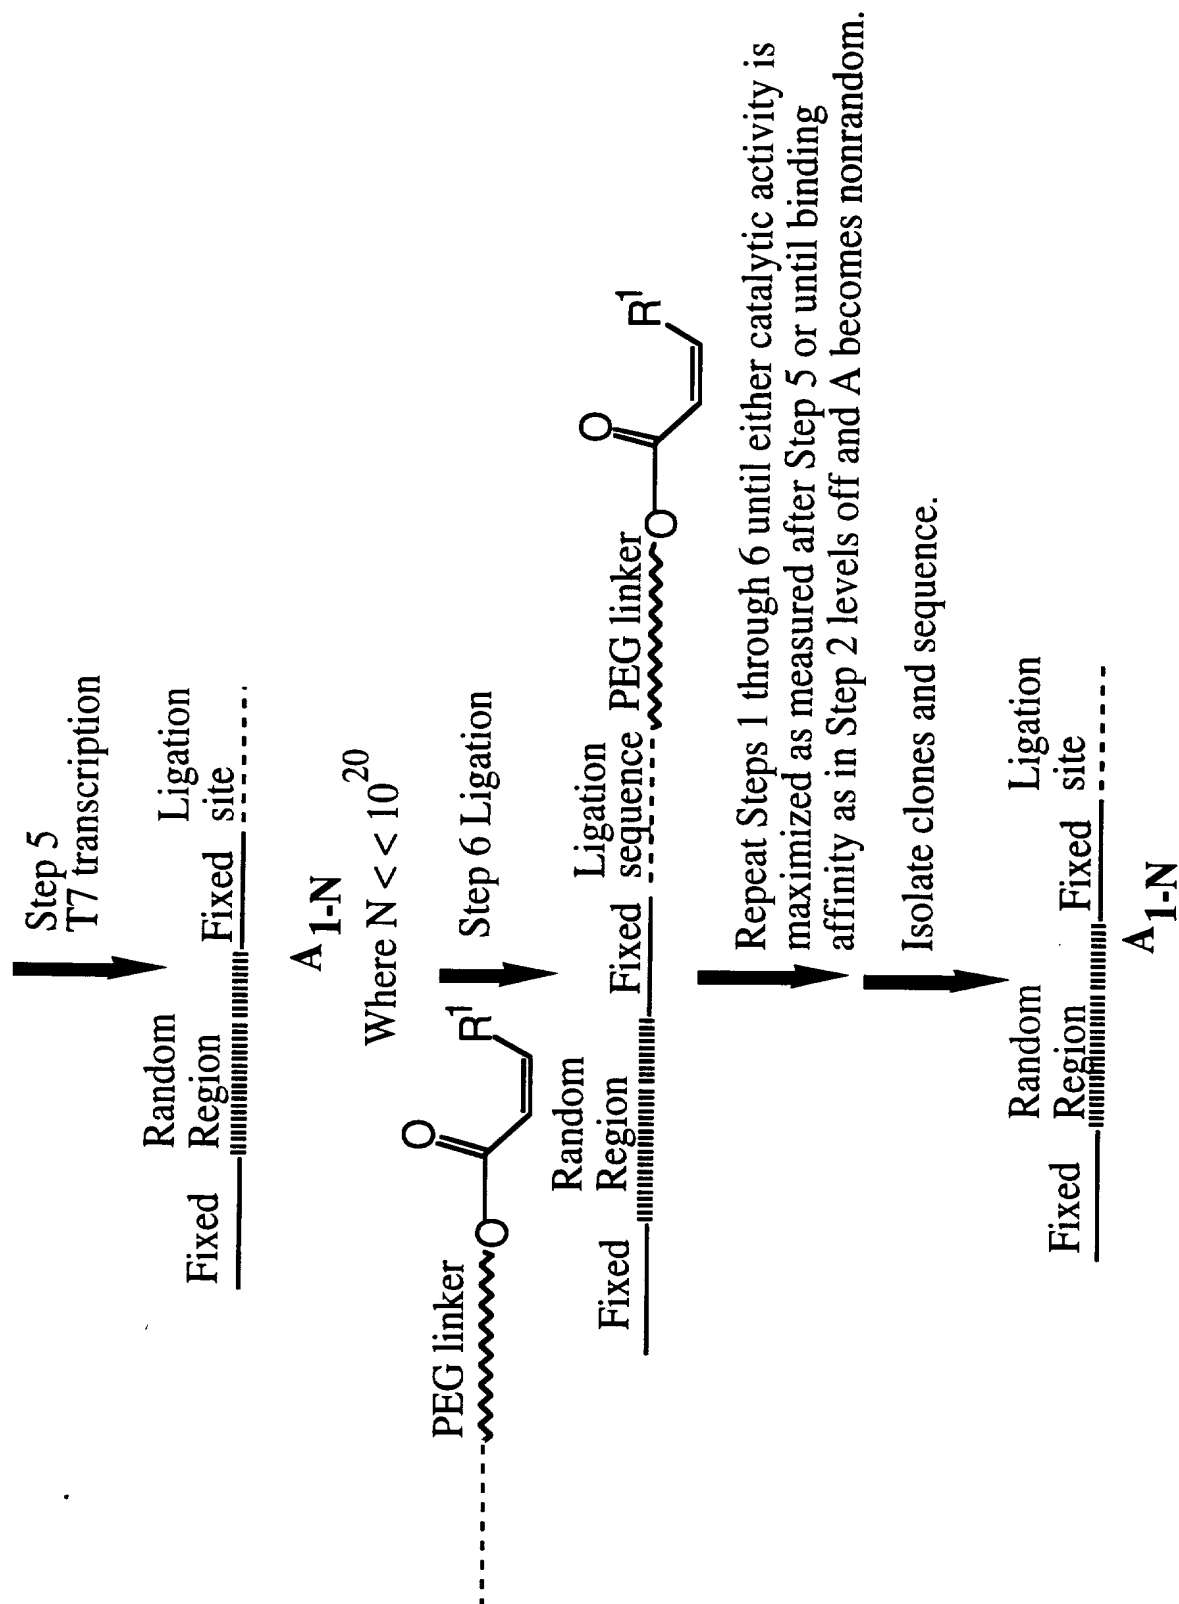 Step 5
T7 transcription
Random
Region
Ligation
site
Fixed
Fixed
A 1-N
Where N < < 10^20
PEG linker
O
O
R1
Step 6 Ligation
Random
Region
Ligation
sequence
Fixed
Fixed
PEG linker
O
O
R1
Repeat Steps 1 through 6 until either catalytic activity is
maximized as measured after Step 5 or until binding
affinity as in Step 2 levels off and A becomes nonrandom.
Isolate clones and sequence.
Random
Region
Ligation
site
Fixed
Fixed
A 1-N